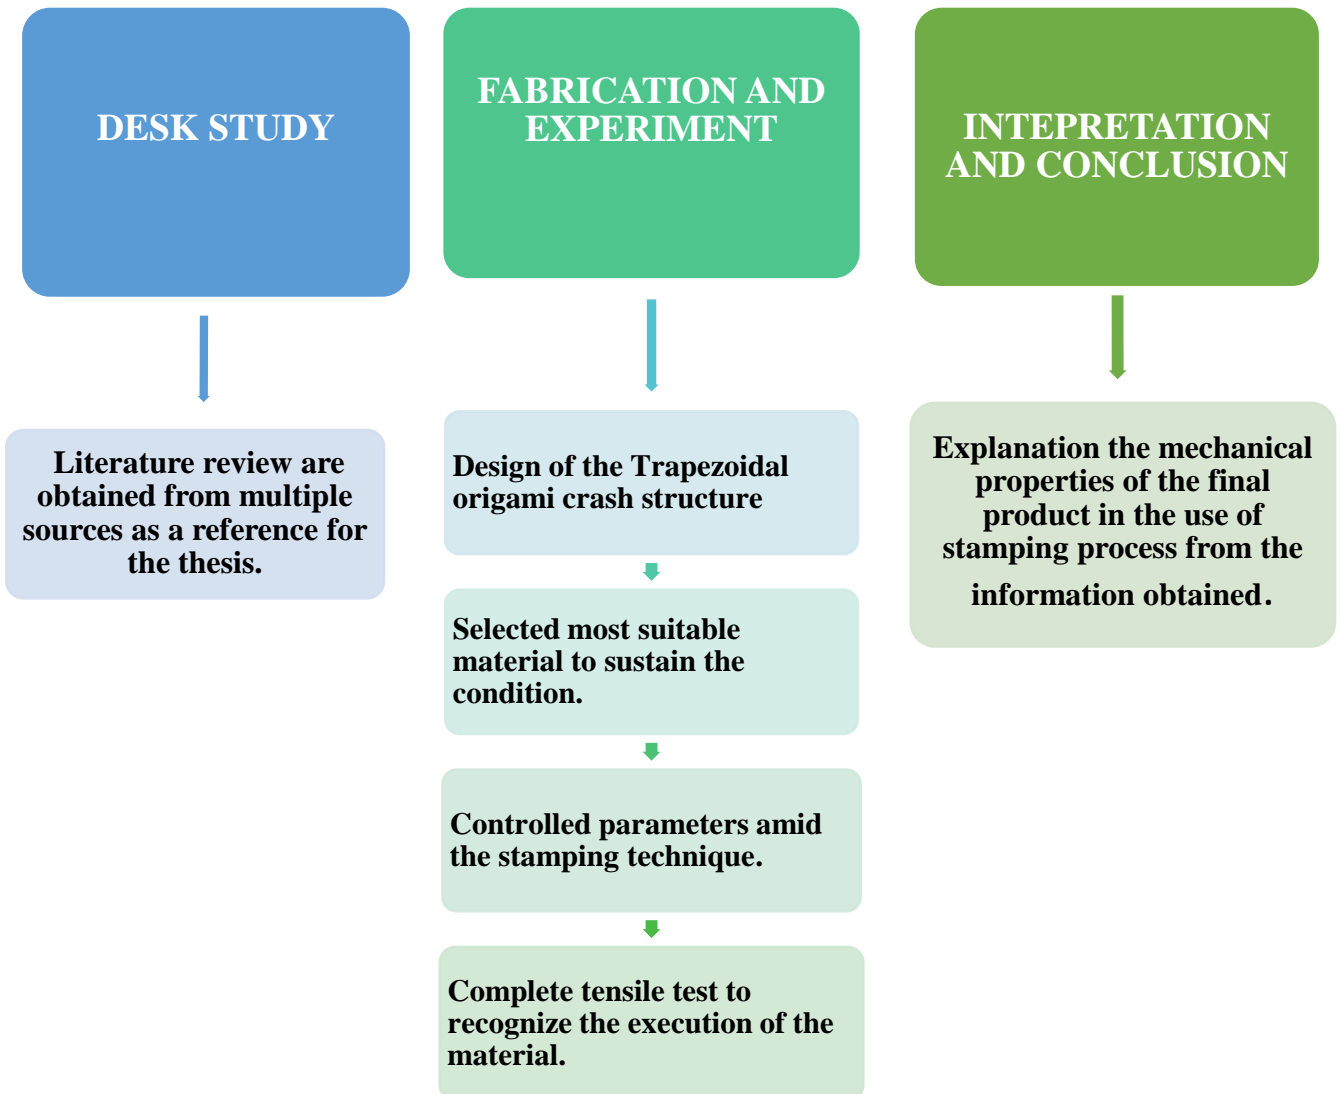 DESK STUDY
Literature review are
obtained from multiple
sources as a reference for
the thesis.
FABRICATION AND
EXPERIMENT
Design of the Trapezoidal
origami crash structure
Selected most suitable
material to sustain the
condition.
Controlled parameters amid
the stamping technique.
Complete tensile test to
recognize the execution of the
material.
INTEPRETATION
AND CONCLUSION
Explanation the mechanical
properties of the final
product in the use of
stamping process from the
information obtained.